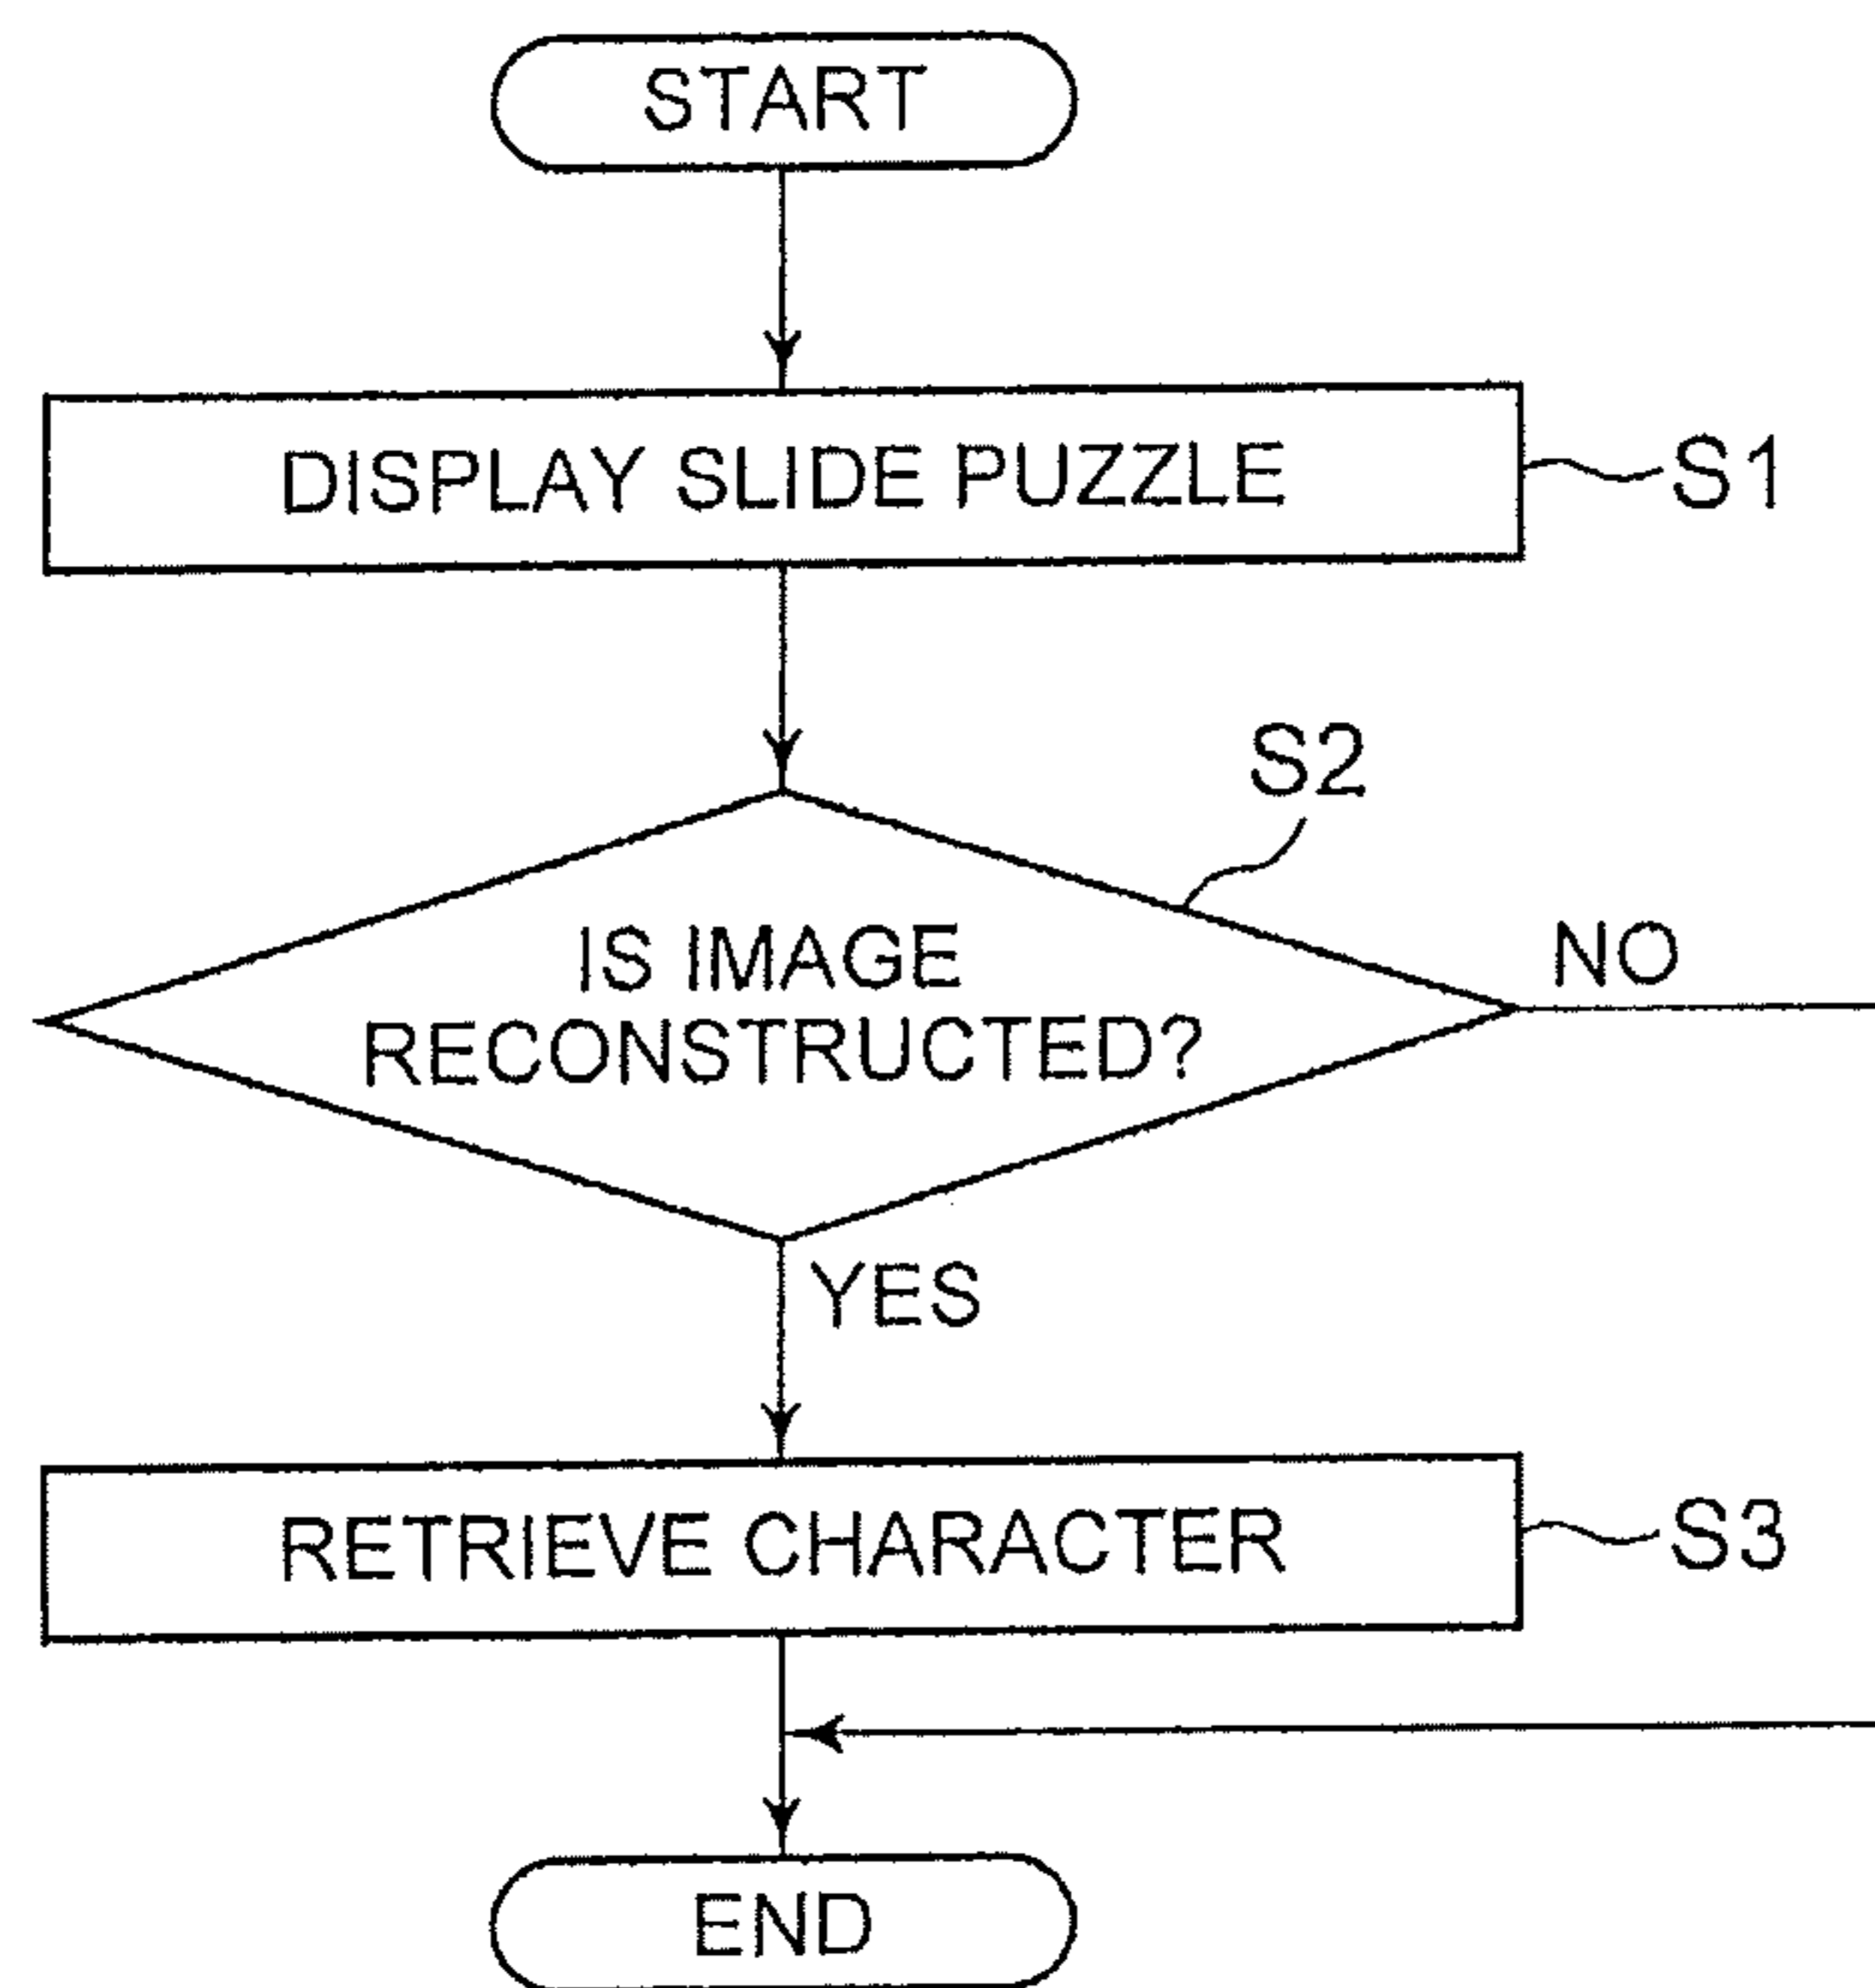 START
DISPLAY SLIDE PUZZLE
S1
S2
IS IMAGE
RECONSTRUCTED?
NO
YES
RETRIEVE CHARACTER
S3
END